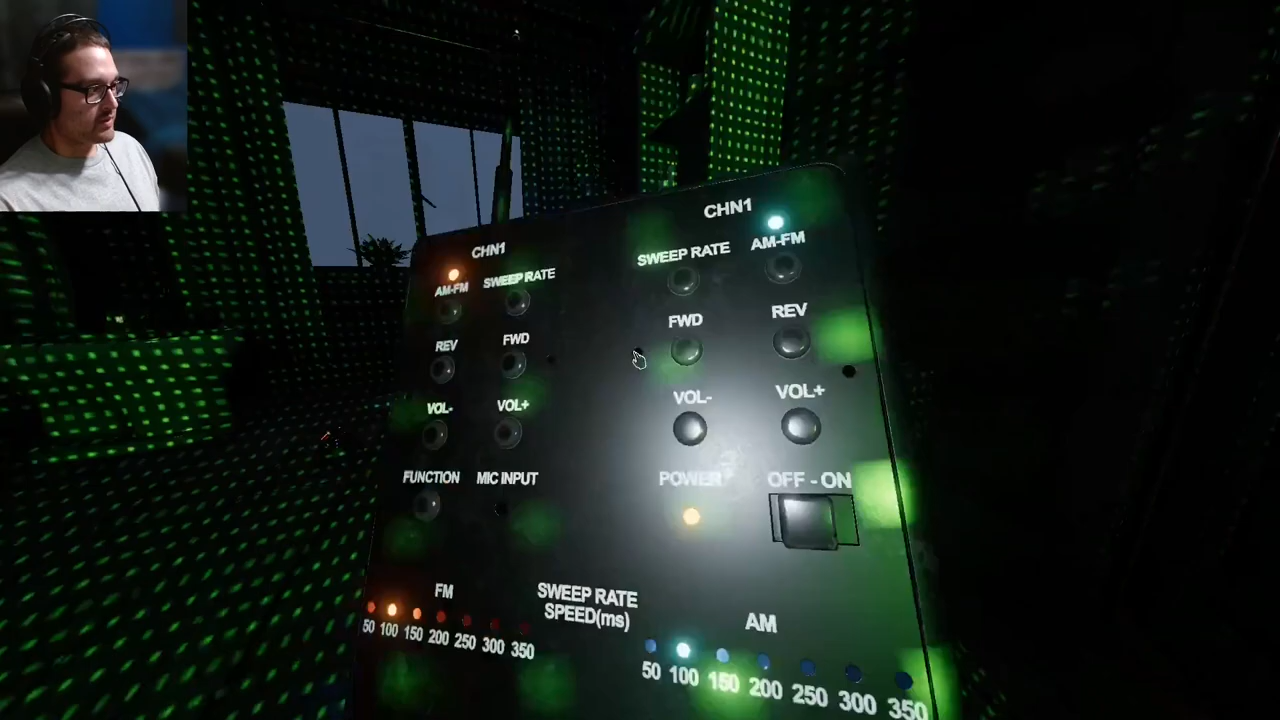 CHN1
CHN1
AM-FM SWEEP RATE
SWEEP RATE AM-FM
REV FWD
FWD REV
VOL- VOL+
VOL- VOL+
FUNCTION MIC INPUT
POWER OFF - ON
FM
SWEEP RATE
SPEED(ms)
AM
50 100 150 200 250 300 350
50 100 150 200 250 300 350